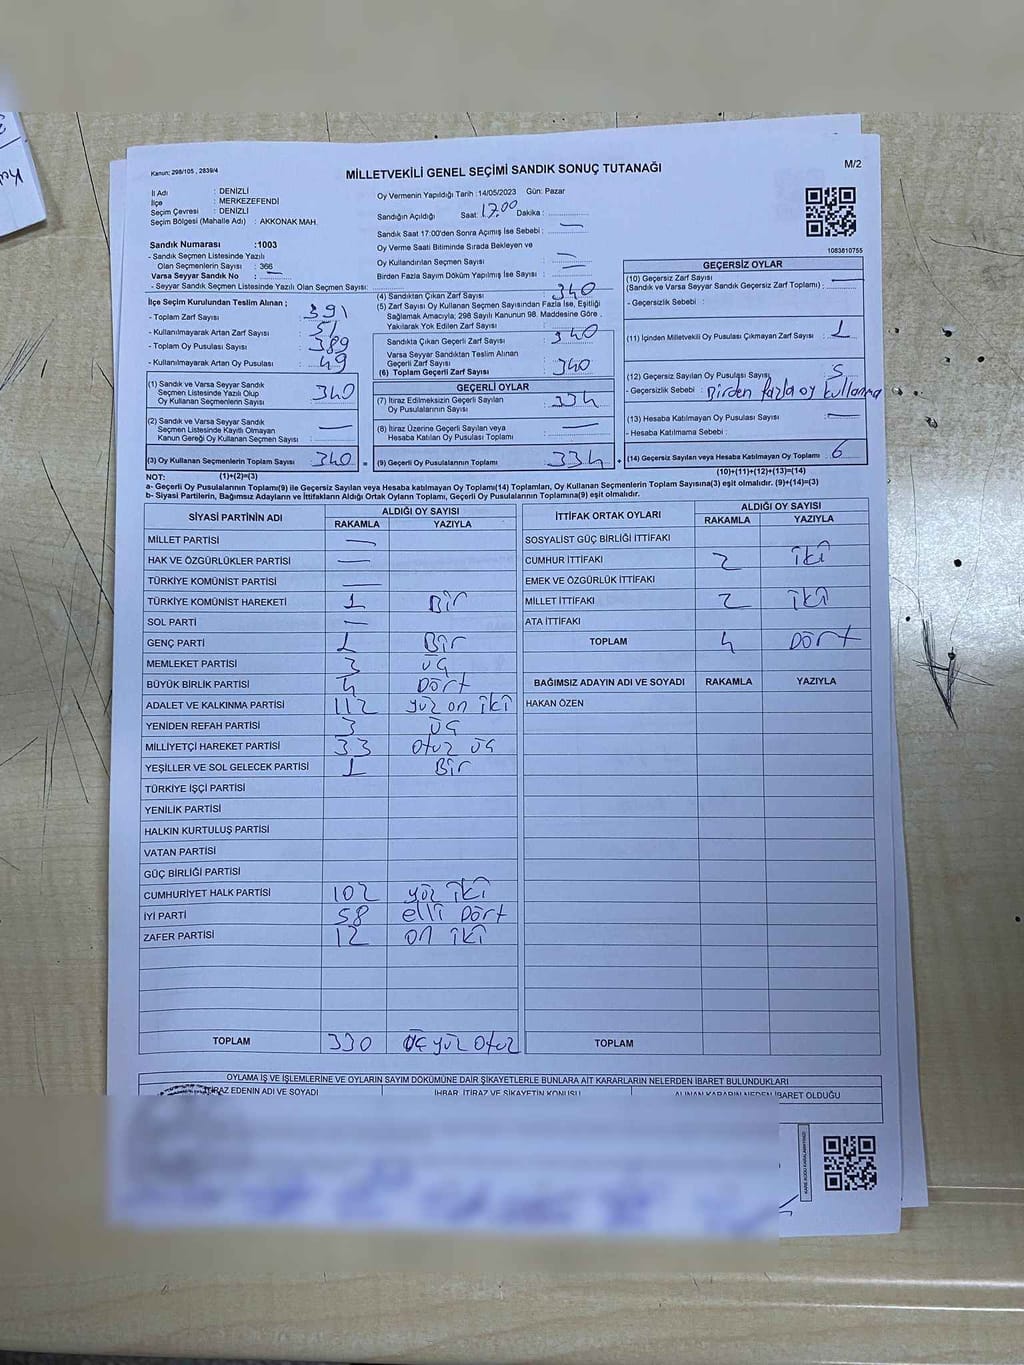 Kanun; 298/105 , 2839/4
MİLLETVEKİLİ GENEL SEÇİMİ SANDIK SONUÇ TUTANAĞI
M/2
İl Adı : DENİZLİ
İlçe : MERKEZEFENDİ
Seçim Çevresi : DENİZLİ
Seçim Bölgesi (Mahalle Adı) : AKKONAK MAH.
Oy Vermenin Yapıldığı Tarih : 14/05/2023 Gün: Pazar
Sandığın Açıldığı Saat: 17.00 Dakika : ..............
Sandık Saat 17:00'den Sonra Açımış İse Sebebi : —
Oy Verme Saati Bitiminde Sırada Bekleyen ve
Oy Kullandırılan Seçmen Sayısı : —
Birden Fazla Sayım Döküm Yapılmış İse Sayısı : —
1083810755
Sandık Numarası :1003
- Sandık Seçmen Listesinde Yazılı
Olan Seçmenlerin Sayısı : 366
Varsa Seyyar Sandık No : —
- Seyyar Sandık Seçmen Listesinde Yazılı Olan Seçmen Sayısı: ..............
İlçe Seçim Kurulundan Teslim Alınan ;
- Toplam Zarf Sayısı : 391
- Kullanılmayarak Artan Zarf Sayısı : 51
- Toplam Oy Pusulası Sayısı : 389
- Kullanılmayarak Artan Oy Pusulası : 49
(1) Sandık ve Varsa Seyyar Sandık
Seçmen Listesinde Yazılı Olup
Oy Kullanan Seçmenlerin Sayısı : 340
(2) Sandık ve Varsa Seyyar Sandık
Seçmen Listesinde Kayıtlı Olmayan
Kanun Gereği Oy Kullanan Seçmen Sayısı : —
(3) Oy Kullanan Seçmenlerin Toplam Sayısı : 340 =
(4) Sandıktan Çıkan Zarf Sayısı : 340
(5) Zarf Sayısı Oy Kullanan Seçmen Sayısından Fazla İse, Eşitliği
Sağlamak Amacıyla; 298 Sayılı Kanunun 98. Maddesine Göre ,
Yakılarak Yok Edilen Zarf Sayısı :
Sandıkta Çıkan Geçerli Zarf Sayısı : 340
Varsa Seyyar Sandıktan Teslim Alınan
Geçerli Zarf Sayısı :
(6) Toplam Geçerli Zarf Sayısı : 340
GEÇERLİ OYLAR
(7) İtiraz Edilmeksizin Geçerli Sayılan
Oy Pusulalarının Sayısı : 334
(8) İtiraz Üzerine Geçerli Sayılan veya
Hesaba Katılan Oy Pusulası Toplamı : —
(9) Geçerli Oy Pusulalarının Toplamı : 334 +
GEÇERSİZ OYLAR
(10) Geçersiz Zarf Sayısı
(Sandık ve Varsa Seyyar Sandık Geçersiz Zarf Toplamı) : —
- Geçersizlik Sebebi :
(11) İçinden Milletvekili Oy Pusulası Çıkmayan Zarf Sayısı : 1
(12) Geçersiz Sayılan Oy Pusulası Sayısı : 5
- Geçersizlik Sebebi : Birden fazla oy kullanma
(13) Hesaba Katılmayan Oy Pusulası Sayısı : —
- Hesaba Katılmama Sebebi :
(14) Geçersiz Sayılan veya Hesaba Katılmayan Oy Toplamı : 6
NOT: (1)+(2)=(3)
(10)+(11)+(12)+(13)=(14)
a- Geçerli Oy Pusulalarının Toplamı(9) ile Geçersiz Sayılan veya Hesaba katılmayan Oy Toplamı(14) Toplamları, Oy Kullanan Seçmenlerin Toplam Sayısına(3) eşit olmalıdır. (9)+(14)=(3)
b- Siyasi Partilerin, Bağımsız Adayların ve İttifakların Aldığı Ortak Oyların Toplamı, Geçerli Oy Pusulalarının Toplamına(9) eşit olmalıdır.
SİYASİ PARTİNİN ADI ALDIĞI OY SAYISI
RAKAMLA YAZIYLA
MİLLET PARTİSİ —
HAK VE ÖZGÜRLÜKLER PARTİSİ —
TÜRKİYE KOMÜNİST PARTİSİ —
TÜRKİYE KOMÜNİST HAREKETİ 1 Bir
SOL PARTİ —
GENÇ PARTİ 1 Bir
MEMLEKET PARTİSİ 3 üç
BÜYÜK BİRLİK PARTİSİ 4 Dört
ADALET VE KALKINMA PARTİSİ 112 yüz on iki
YENİDEN REFAH PARTİSİ 3 üç
MİLLİYETÇİ HAREKET PARTİSİ 33 otuz üç
YEŞİLLER VE SOL GELECEK PARTİSİ 1 Bir
TÜRKİYE İŞÇİ PARTİSİ
YENİLİK PARTİSİ
HALKIN KURTULUŞ PARTİSİ
VATAN PARTİSİ
GÜÇ BİRLİĞİ PARTİSİ
CUMHURİYET HALK PARTİSİ 102 yüz iki
İYİ PARTİ 58 elli Dört
ZAFER PARTİSİ 12 on iki
TOPLAM 330 üç yüz Otuz
İTTİFAK ORTAK OYLARI ALDIĞI OY SAYISI
RAKAMLA YAZIYLA
SOSYALİST GÜÇ BİRLİĞİ İTTİFAKI
CUMHUR İTTİFAKI 2 iki
EMEK VE ÖZGÜRLÜK İTTİFAKI
MİLLET İTTİFAKI 2 iki
ATA İTTİFAKI
TOPLAM 4 Dört
BAĞIMSIZ ADAYIN ADI VE SOYADI RAKAMLA YAZIYLA
HAKAN ÖZEN
TOPLAM
OYLAMA İŞ VE İŞLEMLERİNE VE OYLARIN SAYIM DÖKÜMÜNE DAİR ŞİKAYETLERLE BUNLARA AİT KARARLARIN NELERDEN İBARET BULUNDUKLARI
İTİRAZ EDENİN ADI VE SOYADI İHBAR, İTİRAZ VE ŞİKAYETİN KONUSU ALINAN KARARIN NEDEN İBARET OLDUĞU